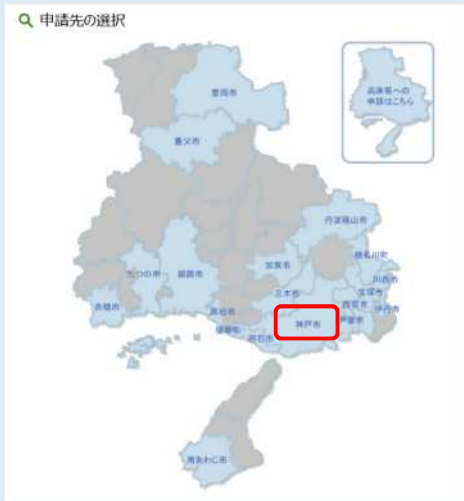 申請先の選択
兵庫県への
申請はこちら
豊岡市
養父市
丹波篠山市
猪名川町
加東市
川西市
たつの市
姫路市
三木市
宝塚市
赤穂市
高砂市
西宮市
伊丹市
神戸市
芦屋市
播磨町
明石市
南あわじ市